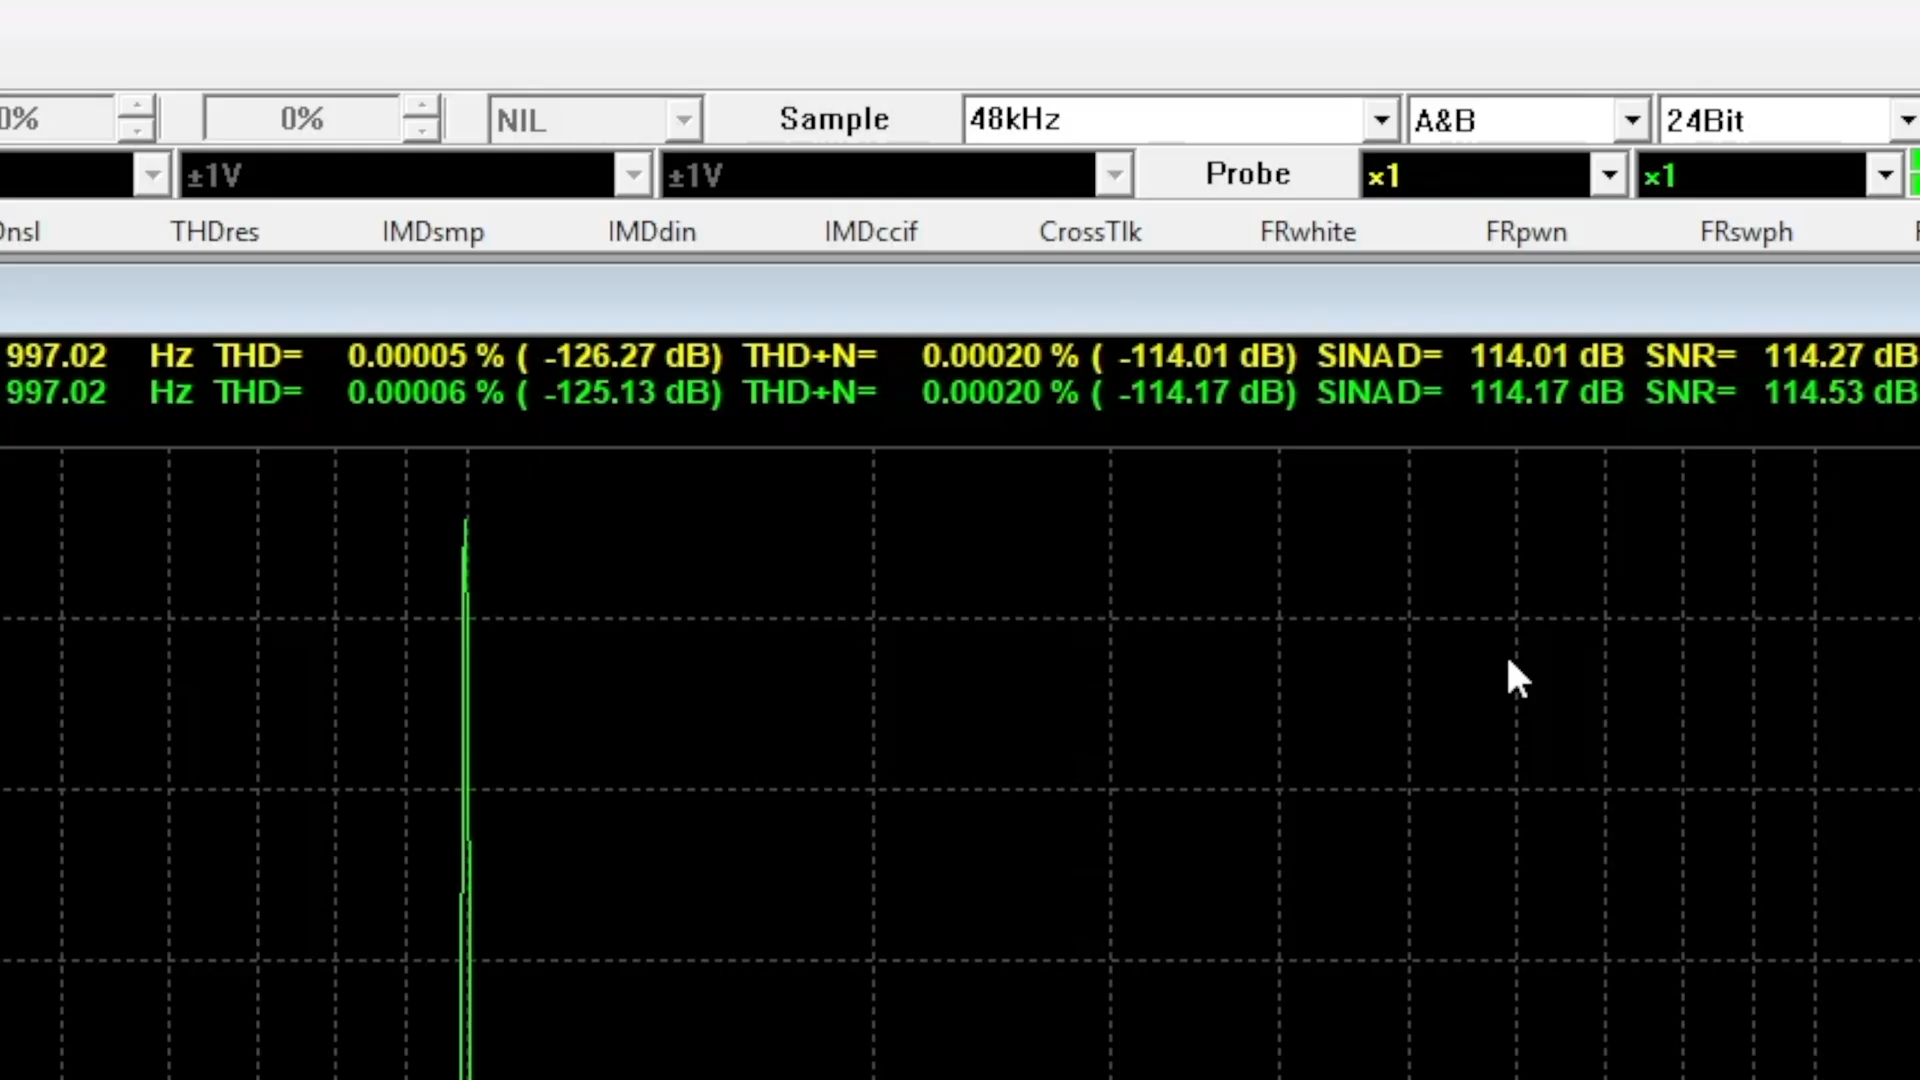 0% 0% NIL Sample 48kHz A&B 24Bit
±1V ±1V Probe ×1 ×1
THDres IMDsmp IMDdin IMDccif CrossTlk FRwhite FRpwn FRswph
997.02 Hz THD= 0.00005 % ( -126.27 dB) THD+N= 0.00020 % ( -114.01 dB) SINAD= 114.01 dB SNR= 114.27 dB
997.02 Hz THD= 0.00006 % ( -125.13 dB) THD+N= 0.00020 % ( -114.17 dB) SINAD= 114.17 dB SNR= 114.53 dB